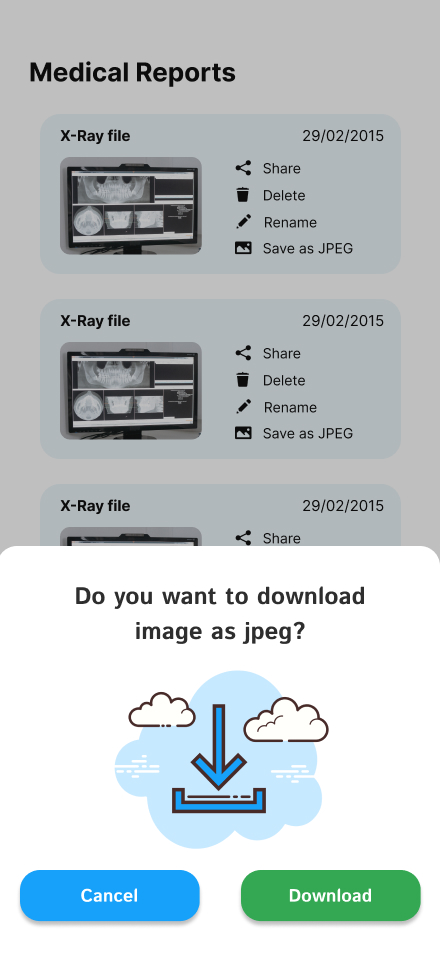 Medical Reports
X-Ray file 29/02/2015
Share
Delete
Rename
Save as JPEG
X-Ray file 29/02/2015
Share
Delete
Rename
Save as JPEG
X-Ray file 29/02/2015
Share
Do you want to download
image as jpeg?
Cancel Download